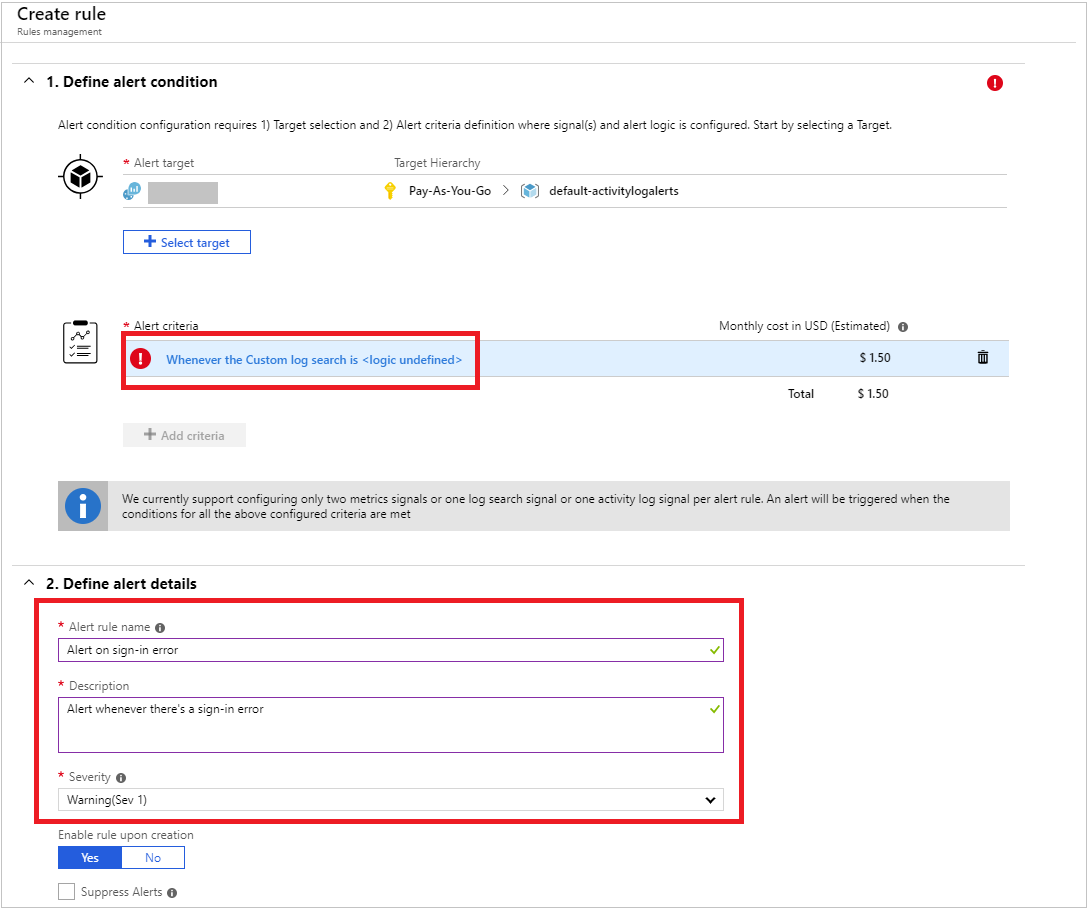 Create rule
Rules management
1. Define alert condition
Alert condition configuration requires 1) Target selection and 2) Alert criteria definition where signal(s) and alert logic is configured. Start by selecting a Target.
* Alert target
Target Hierarchy
Pay-As-You-Go > default-activitylogalerts
+ Select target
* Alert criteria
Monthly cost in USD (Estimated)
Whenever the Custom log search is <logic undefined>
$ 1.50
Total $ 1.50
+ Add criteria
We currently support configuring only two metrics signals or one log search signal or one activity log signal per alert rule. An alert will be triggered when the
conditions for all the above configured criteria are met
2. Define alert details
* Alert rule name
Alert on sign-in error
* Description
Alert whenever there's a sign-in error
* Severity
Warning(Sev 1)
Enable rule upon creation
Yes No
Suppress Alerts